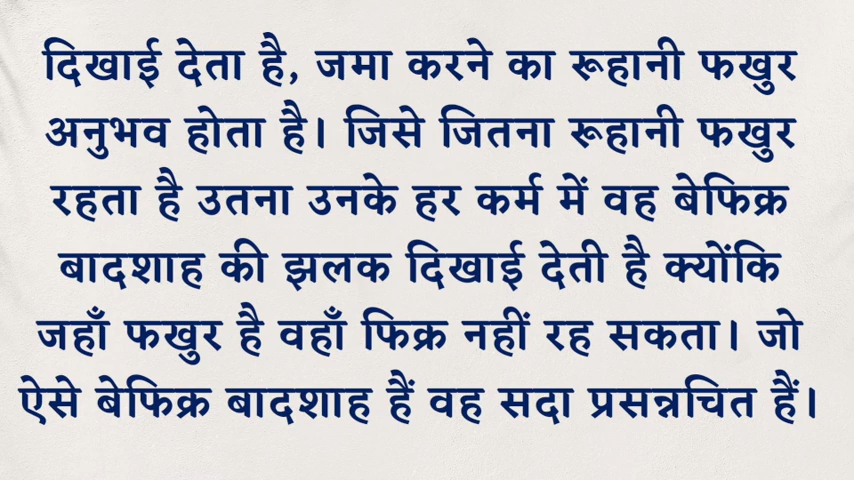 दिखाई देता है, जमा करने का रूहानी फखुर
अनुभव होता है। जिसे जितना रूहानी फखुर
रहता है उतना उनके हर कर्म में वह बेफिक्र
बादशाह की झलक दिखाई देती है क्योंकि
जहाँ फखुर है वहाँ फिक्र नहीं रह सकता। जो
ऐसे बेफिक्र बादशाह हैं वह सदा प्रसन्नचित हैं।